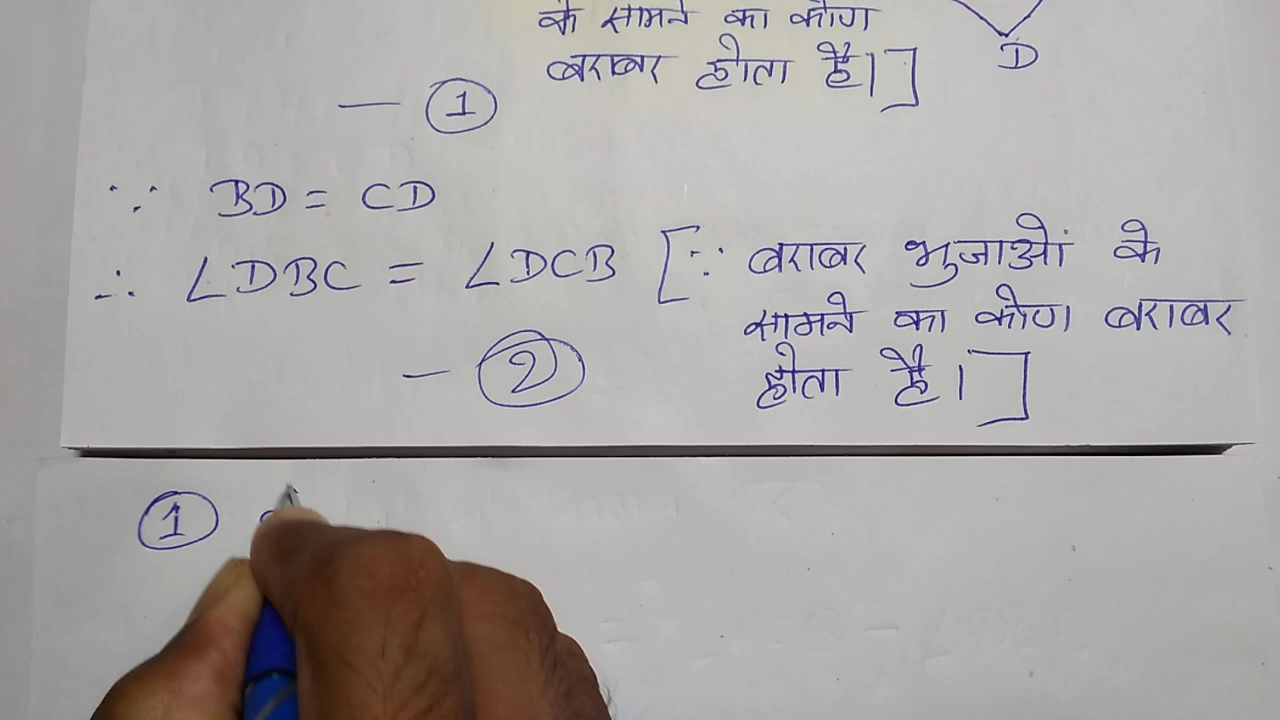 के सामने का कोण
बराबर होता है।]
D
— 1
∵ BD = CD
∴ ∠DBC = ∠DCB [∵ बराबर भुजाओं के
सामने का कोण बराबर
— 2
होता है।]
1